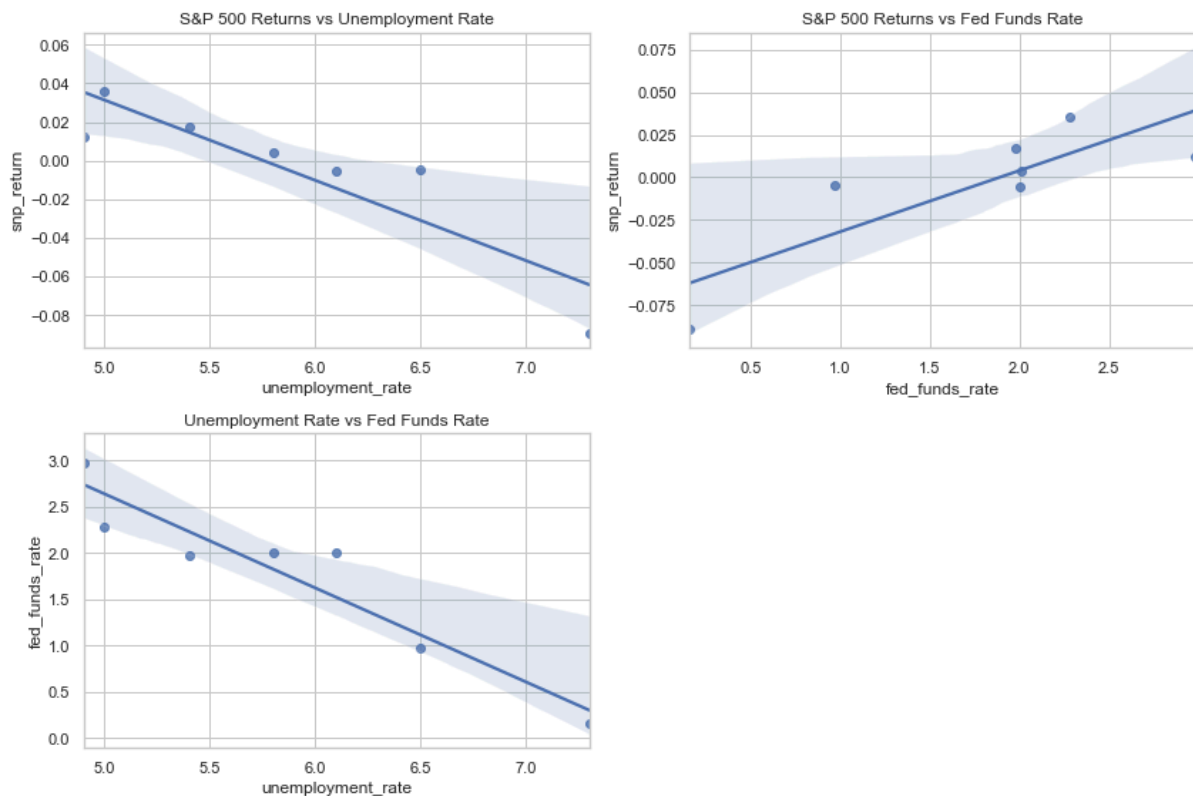 S&P 500 Returns vs Unemployment Rate
0.06
0.04
0.02
0.00
−0.02
−0.04
−0.06
−0.08
snp_return
5.0 5.5 6.0 6.5 7.0
unemployment_rate
S&P 500 Returns vs Fed Funds Rate
0.075
0.050
0.025
0.000
−0.025
−0.050
−0.075
snp_return
0.5 1.0 1.5 2.0 2.5
fed_funds_rate
Unemployment Rate vs Fed Funds Rate
3.0
2.5
2.0
1.5
1.0
0.5
0.0
fed_funds_rate
5.0 5.5 6.0 6.5 7.0
unemployment_rate